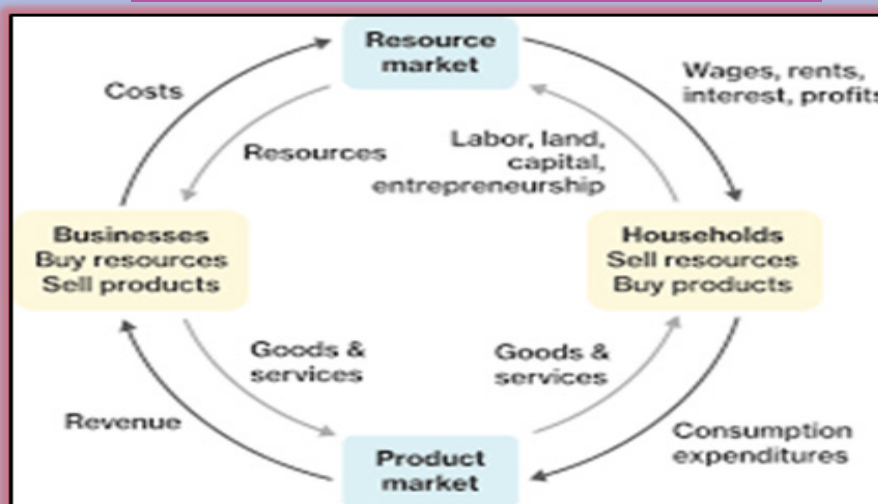 Resource
market
Costs
Wages, rents,
interest, profits
Resources
Labor, land,
capital,
entrepreneurship
Businesses
Buy resources
Sell products
Households
Sell resources
Buy products
Goods &
services
Goods &
services
Revenue
Consumption
expenditures
Product
market